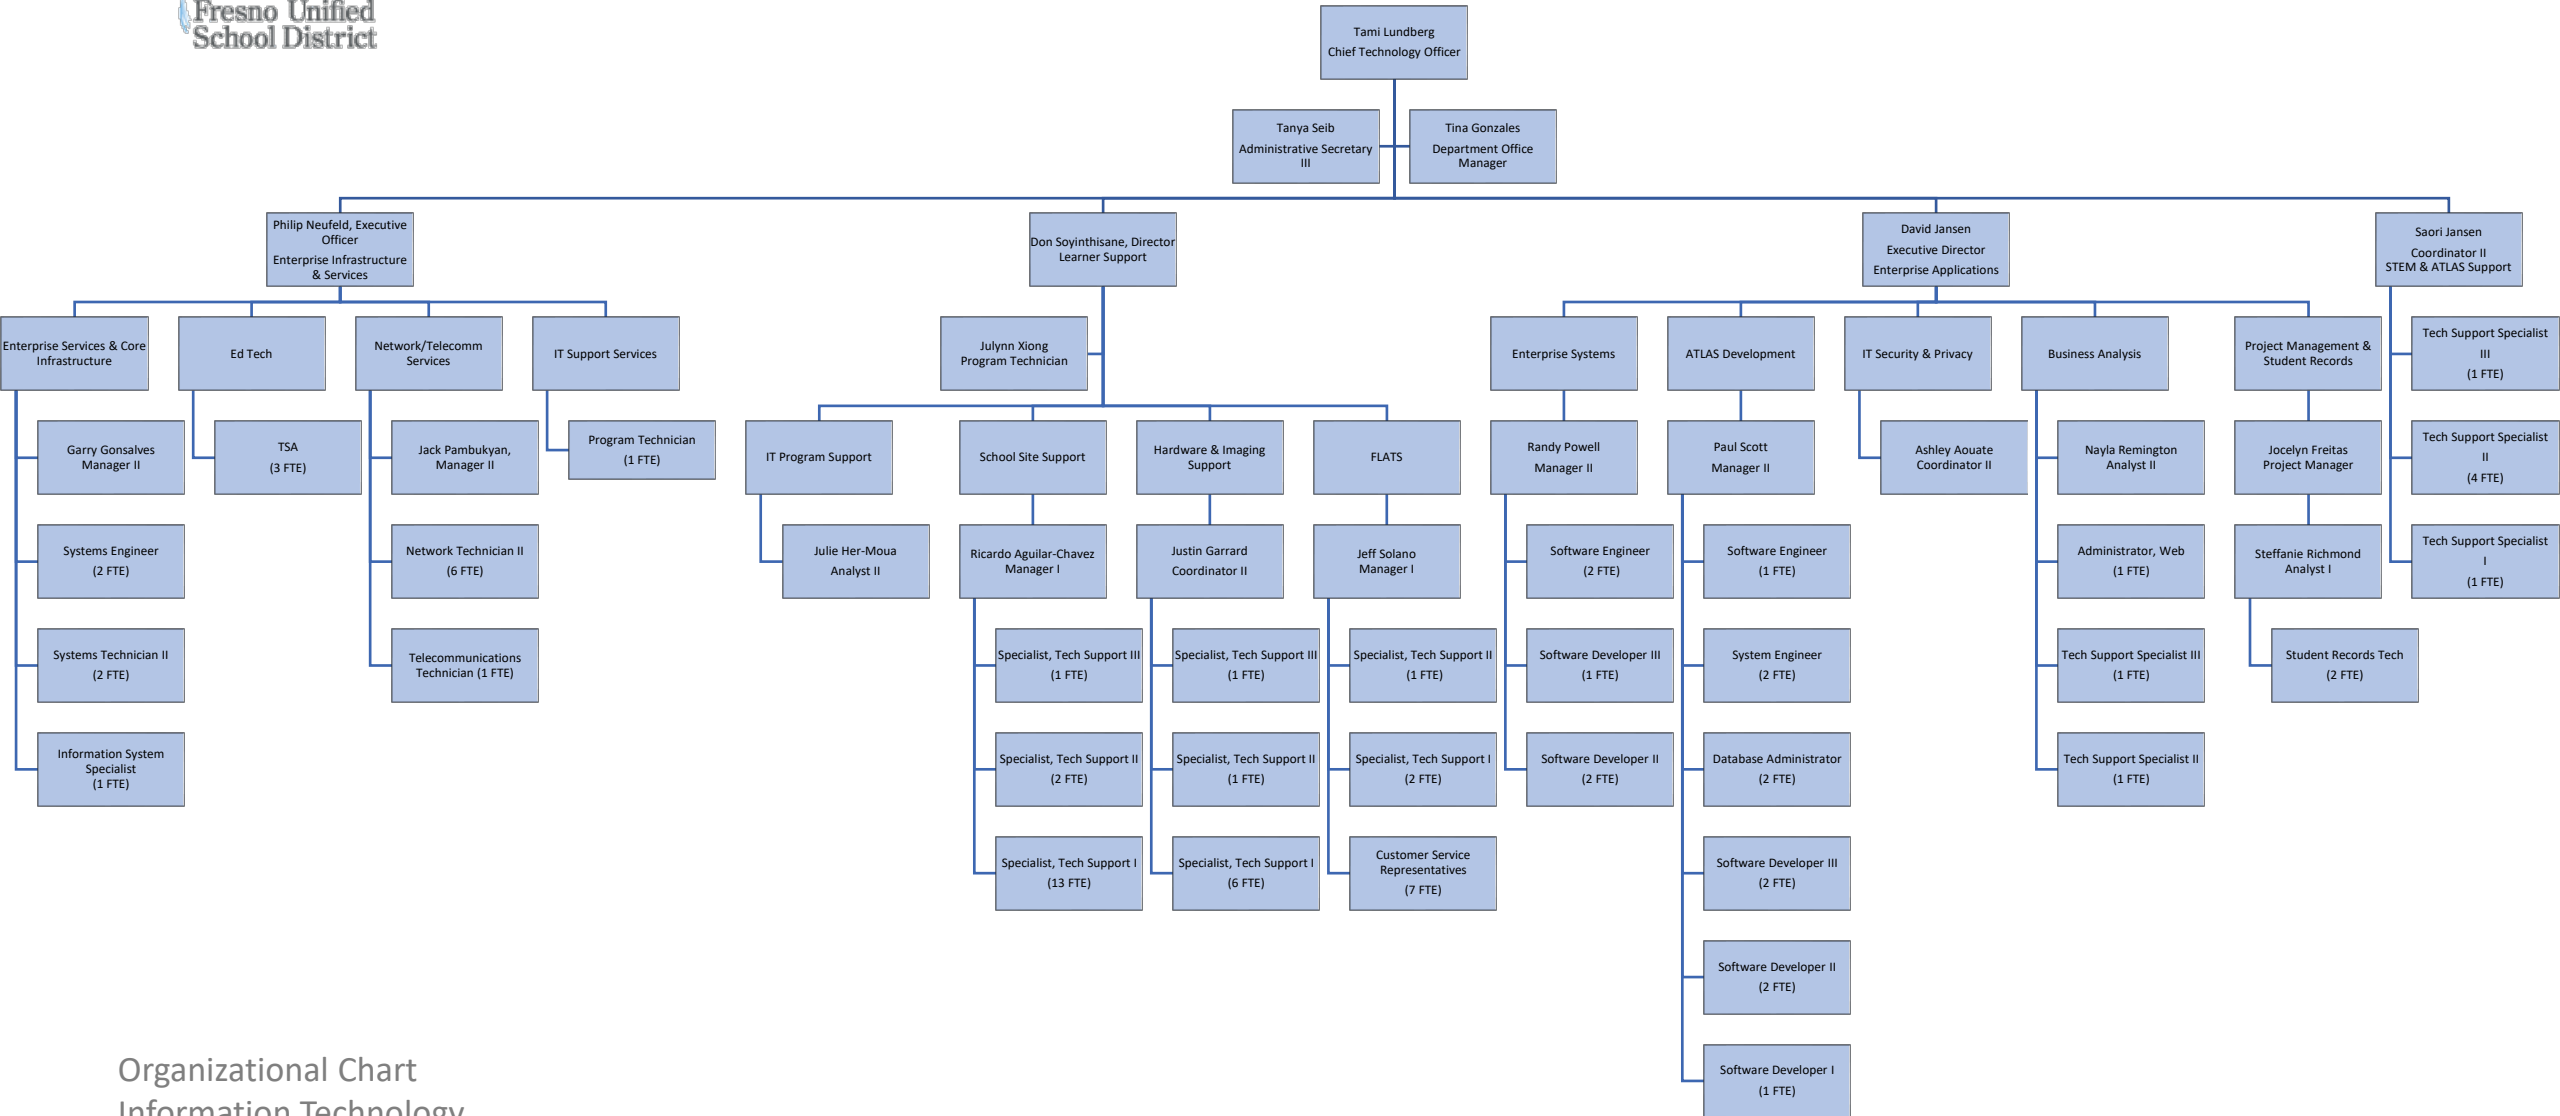 Fresno Unified
School District
Tami Lundberg
Chief Technology Officer
Tanya Seib
Administrative Secretary
III
Tina Gonzales
Department Office
Manager
Philip Neufeld, Executive
Officer
Enterprise Infrastructure
& Services
Don Soyinthisane, Director
Learner Support
David Jansen
Executive Director
Enterprise Applications
Saori Jansen
Coordinator II
STEM & ATLAS Support
Enterprise Services & Core
Infrastructure
Ed Tech
Network/Telecomm
Services
IT Support Services
Julynn Xiong
Program Technician
Enterprise Systems
ATLAS Development
IT Security & Privacy
Business Analysis
Project Management &
Student Records
Tech Support Specialist
III
(1 FTE)
Garry Gonsalves
Manager II
TSA
(3 FTE)
Jack Pambukyan,
Manager II
Program Technician
(1 FTE)
IT Program Support
School Site Support
Hardware & Imaging
Support
FLATS
Randy Powell
Manager II
Paul Scott
Manager II
Ashley Aouate
Coordinator II
Nayla Remington
Analyst II
Jocelyn Freitas
Project Manager
Tech Support Specialist
II
(4 FTE)
Systems Engineer
(2 FTE)
Network Technician II
(6 FTE)
Julie Her-Moua
Analyst II
Ricardo Aguilar-Chavez
Manager I
Justin Garrard
Coordinator II
Jeff Solano
Manager I
Software Engineer
(2 FTE)
Software Engineer
(1 FTE)
Administrator, Web
(1 FTE)
Steffanie Richmond
Analyst I
Tech Support Specialist
I
(1 FTE)
Systems Technician II
(2 FTE)
Telecommunications
Technician (1 FTE)
Specialist, Tech Support III
(1 FTE)
Specialist, Tech Support III
(1 FTE)
Specialist, Tech Support II
(1 FTE)
Software Developer III
(1 FTE)
System Engineer
(2 FTE)
Tech Support Specialist III
(1 FTE)
Student Records Tech
(2 FTE)
Information System
Specialist
(1 FTE)
Specialist, Tech Support II
(2 FTE)
Specialist, Tech Support II
(1 FTE)
Specialist, Tech Support I
(2 FTE)
Software Developer II
(2 FTE)
Database Administrator
(2 FTE)
Tech Support Specialist II
(1 FTE)
Specialist, Tech Support I
(13 FTE)
Specialist, Tech Support I
(6 FTE)
Customer Service
Representatives
(7 FTE)
Software Developer III
(2 FTE)
Software Developer II
(2 FTE)
Software Developer I
(1 FTE)
Organizational Chart
Information Technology